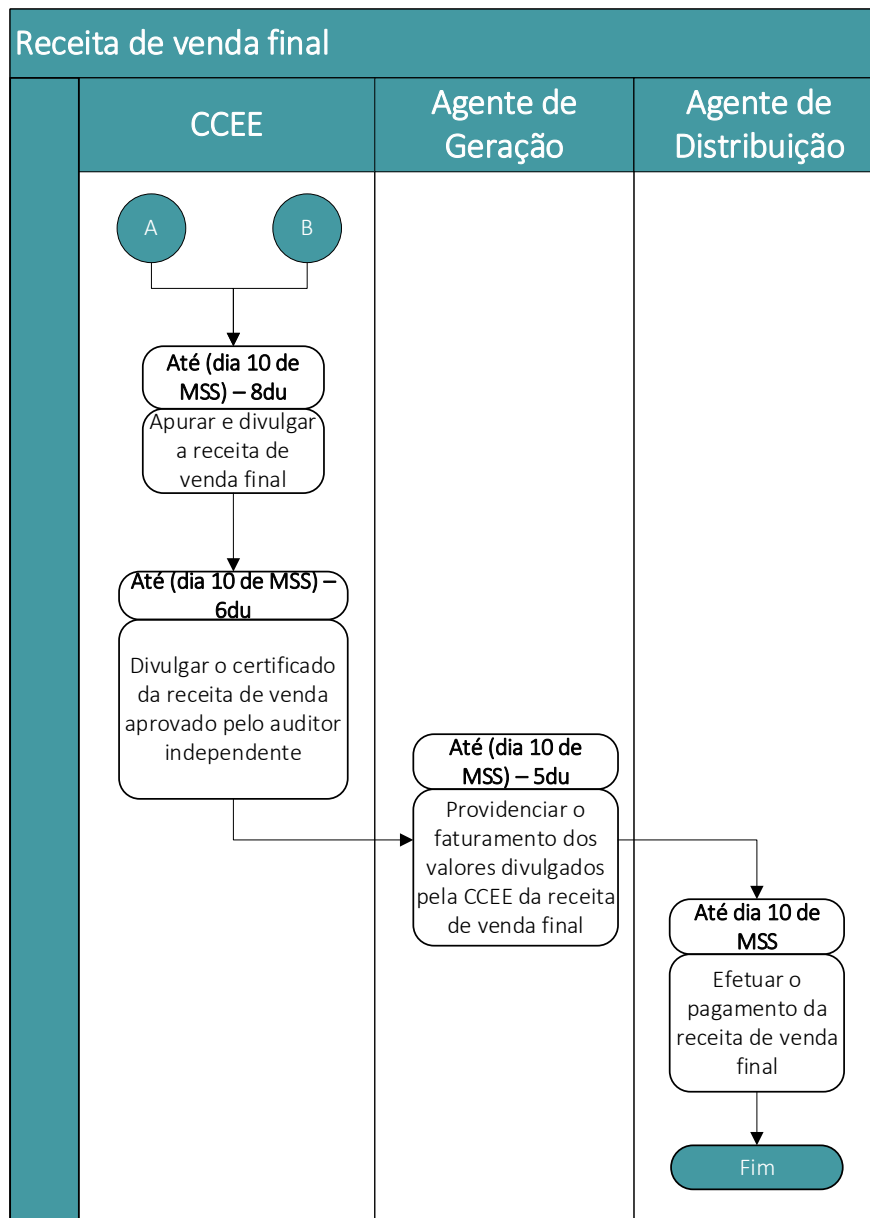 Receita de venda final
CCEE
Agente de
Geração
Agente de
Distribuição
A
B
Até (dia 10 de
MSS) – 8du
Apurar e divulgar
a receita de
venda final
Até (dia 10 de MSS) –
6du
Divulgar o certificado
da receita de venda
aprovado pelo auditor
independente
Até (dia 10 de
MSS) – 5du
Providenciar o
faturamento dos
valores divulgados
pela CCEE da receita
de venda final
Até dia 10 de
MSS
Efetuar o
pagamento da
receita de venda
final
Fim